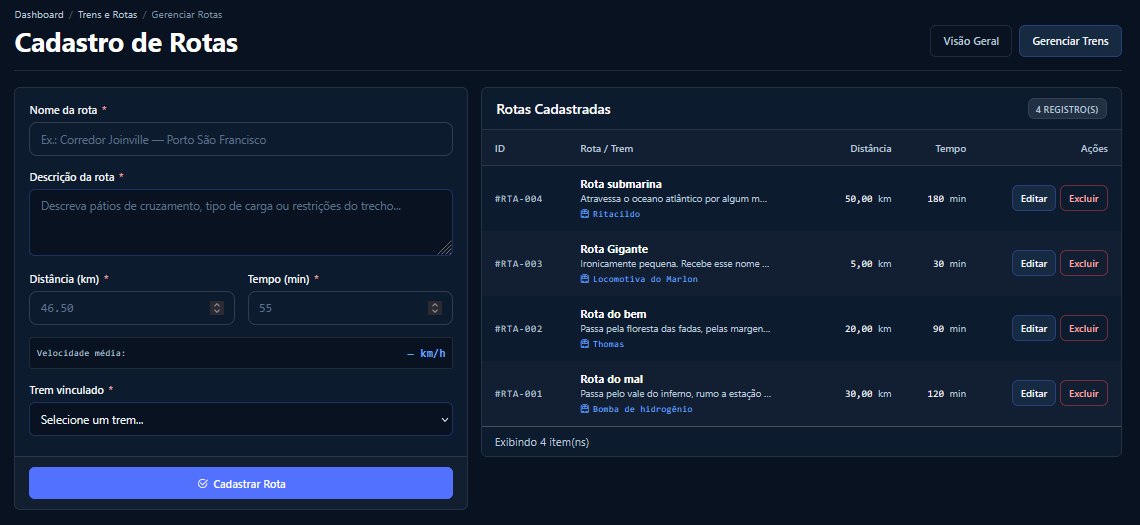 Dashboard / Trens e Rotas / Gerenciar Rotas
Cadastro de Rotas
Visão Geral
Gerenciar Trens
Nome da rota *
Ex.: Corredor Joinville — Porto São Francisco
Descrição da rota *
Descreva pátios de cruzamento, tipo de carga ou restrições do trecho...
Distância (km) * Tempo (min) *
46.50 55
Velocidade média: — km/h
Trem vinculado *
Selecione um trem...
Cadastrar Rota
Rotas Cadastradas
4 REGISTRO(S)
ID Rota / Trem Distância Tempo Ações
Rota submarina
#RTA-004 Atravessa o oceano atlântico por algum m... 50,00 km 180 min Editar Excluir
Ritacildo
Rota Gigante
#RTA-003 Ironicamente pequena. Recebe esse nome ... 5,00 km 30 min Editar Excluir
Locomotiva do Marlon
Rota do bem
#RTA-002 Passa pela floresta das fadas, pelas margen... 20,00 km 90 min Editar Excluir
Thomas
Rota do mal
#RTA-001 Passa pelo vale do inferno, rumo a estação ... 30,00 km 120 min Editar Excluir
Bomba de hidrogênio
Exibindo 4 item(ns)